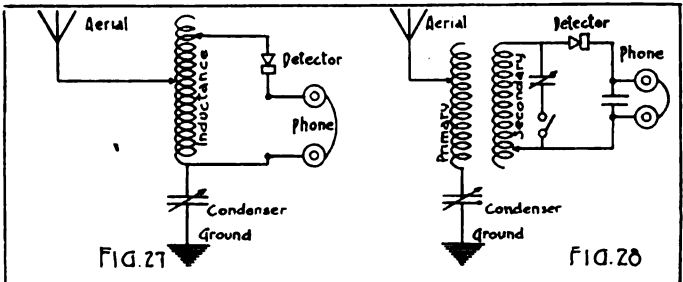 Aerial
Inductance
Detector
Phone
Condenser
Ground
FIG.27
Aerial
Primary
Secondary
Detector
Phone
Condenser
Ground
FIG.28